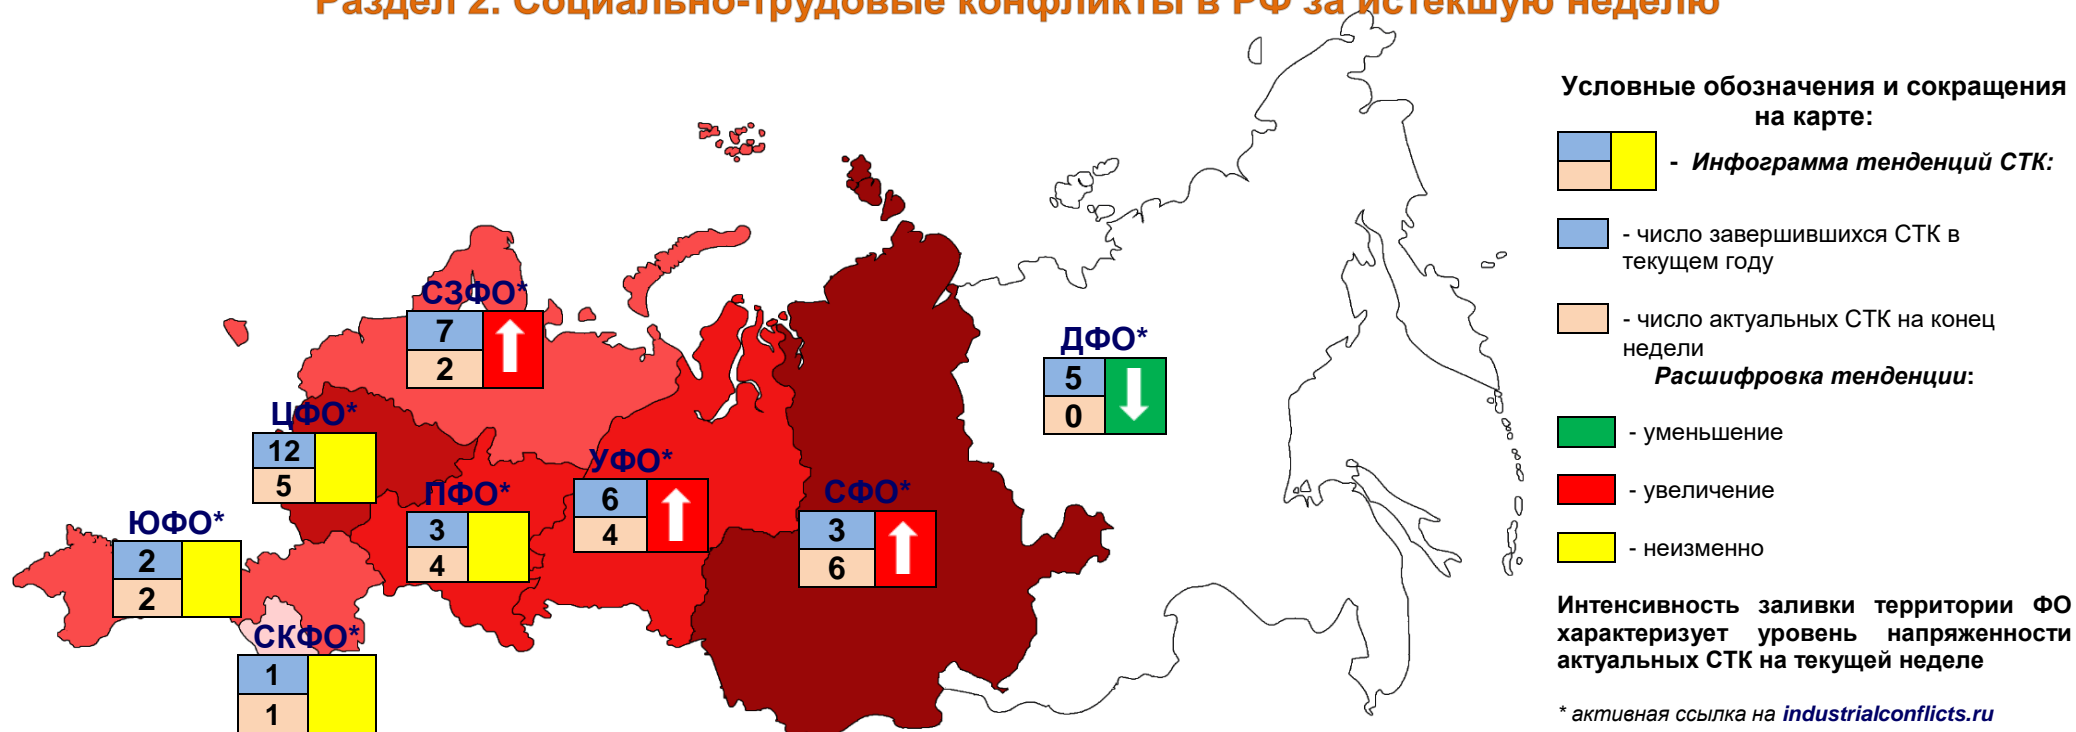 Раздел 2. Социально-трудовые конфликты в РФ за истекшую неделю
Условные обозначения и сокращения
на карте:
- Инфограмма тенденций СТК:
- число завершившихся СТК в
текущем году
- число актуальных СТК на конец
недели
Расшифровка тенденции:
- уменьшение
- увеличение
- неизменно
Интенсивность заливки территории ФО
характеризует уровень напряженности
актуальных СТК на текущей неделе
* активная ссылка на industrialconflicts.ru
СЗФО*
7
2
ДФО*
5
0
ЦФО*
12
5
УФО*
6
4
ПФО*
3
4
СФО*
3
6
ЮФО*
2
2
СКФО*
1
1